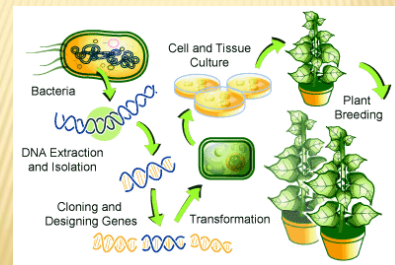 Bacteria
DNA Extraction
and Isolation
Cloning and
Designing Genes
Transformation
Cell and Tissue
Culture
Plant
Breeding